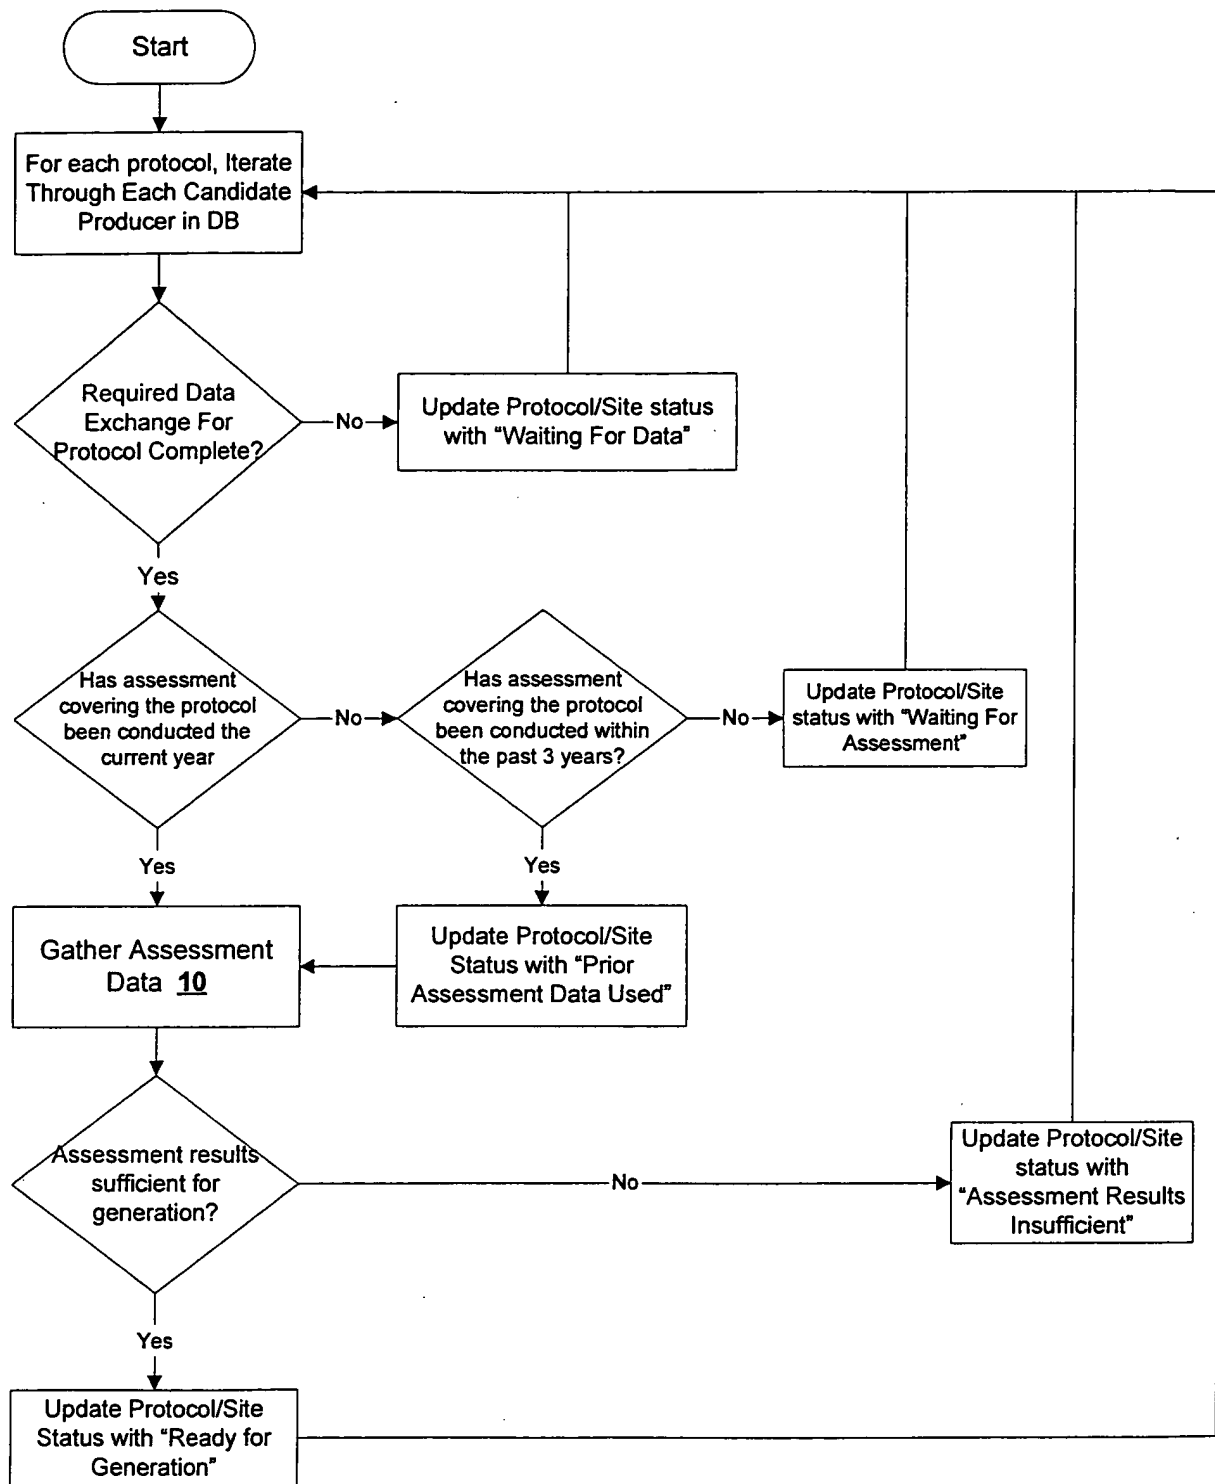 Start
For each protocol, Iterate
Through Each Candidate
Producer in DB
Required Data
Exchange For
Protocol Complete?
No
Update Protocol/Site status
with "Waiting For Data"
Yes
Has assessment
covering the protocol
been conducted the
current year
No
Has assessment
covering the protocol
been conducted within
the past 3 years?
No
Update Protocol/Site
status with "Waiting For
Assessment"
Yes
Yes
Gather Assessment
Data 10
Update Protocol/Site
Status with "Prior
Assessment Data Used"
Assessment results
sufficient for
generation?
No
Update Protocol/Site
status with
"Assessment Results
Insufficient"
Yes
Update Protocol/Site
Status with "Ready for
Generation"